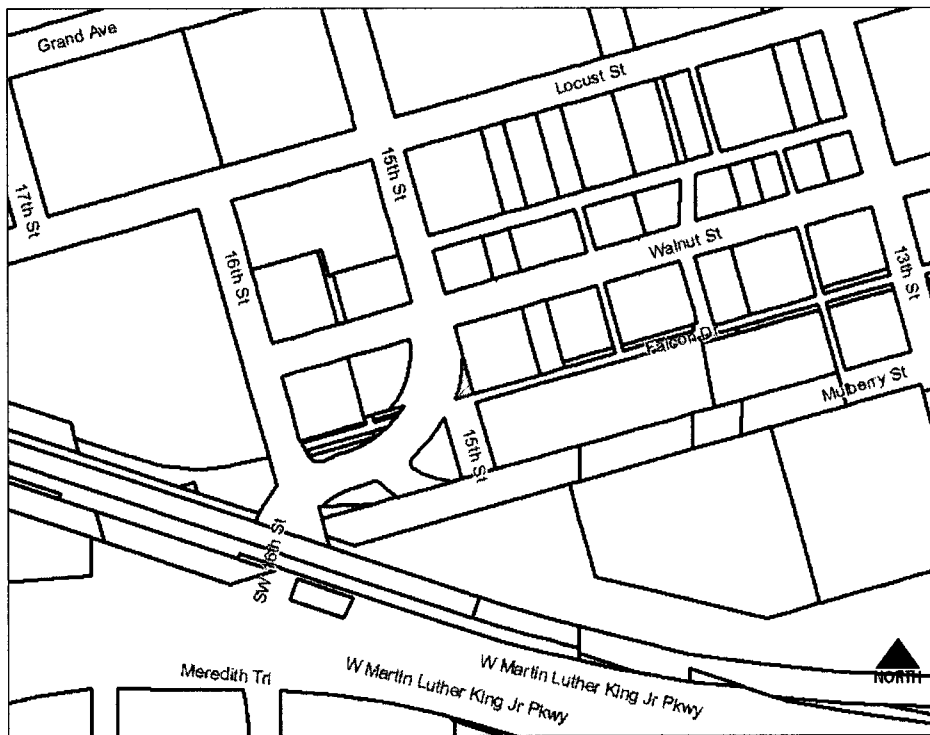 Grand Ave
Locust St
15th St
17th St
16th St
Walnut St
13th St
Falcon Dr
Mulberry St
15th St
SW 16th St
Meredith Trl
W Martin Luther King Jr Pkwy
W Martin Luther King Jr Pkwy
NORTH